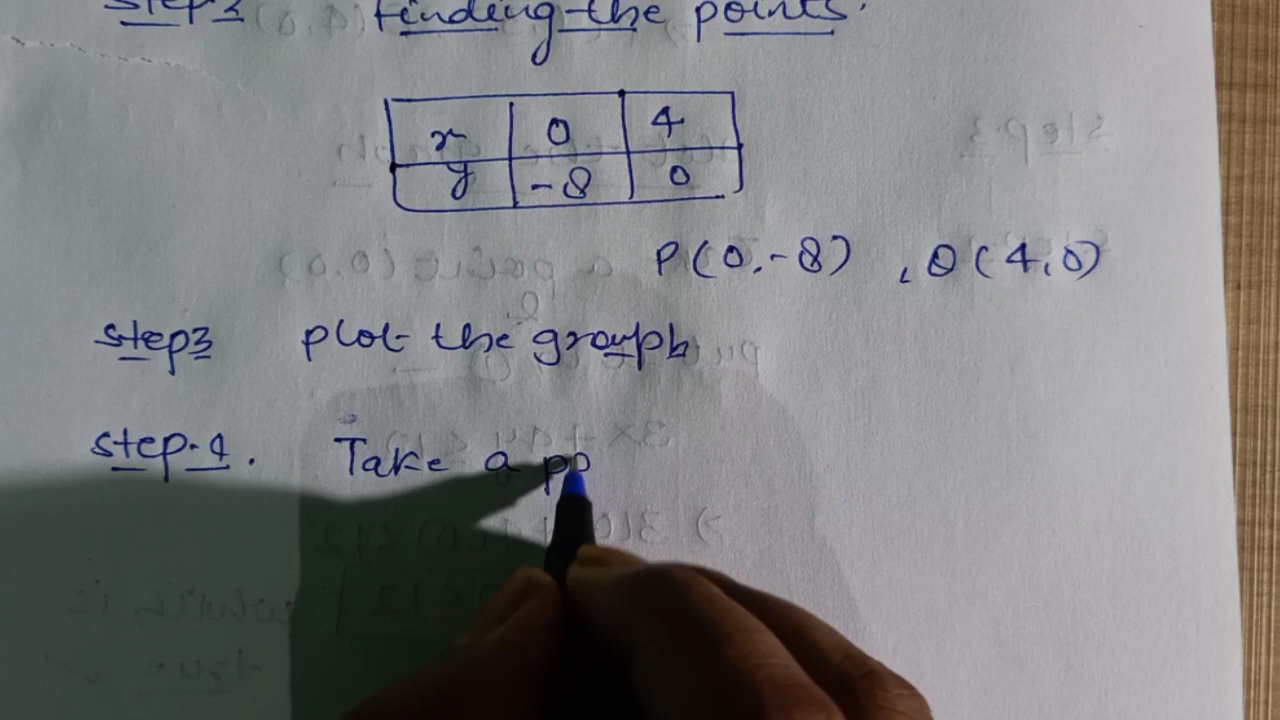 Step2 Finding the points.
x 0 4
y -8 0
P(0,-8) , Q(4,0)
Step3 plot the graph
Step-4. Take a po